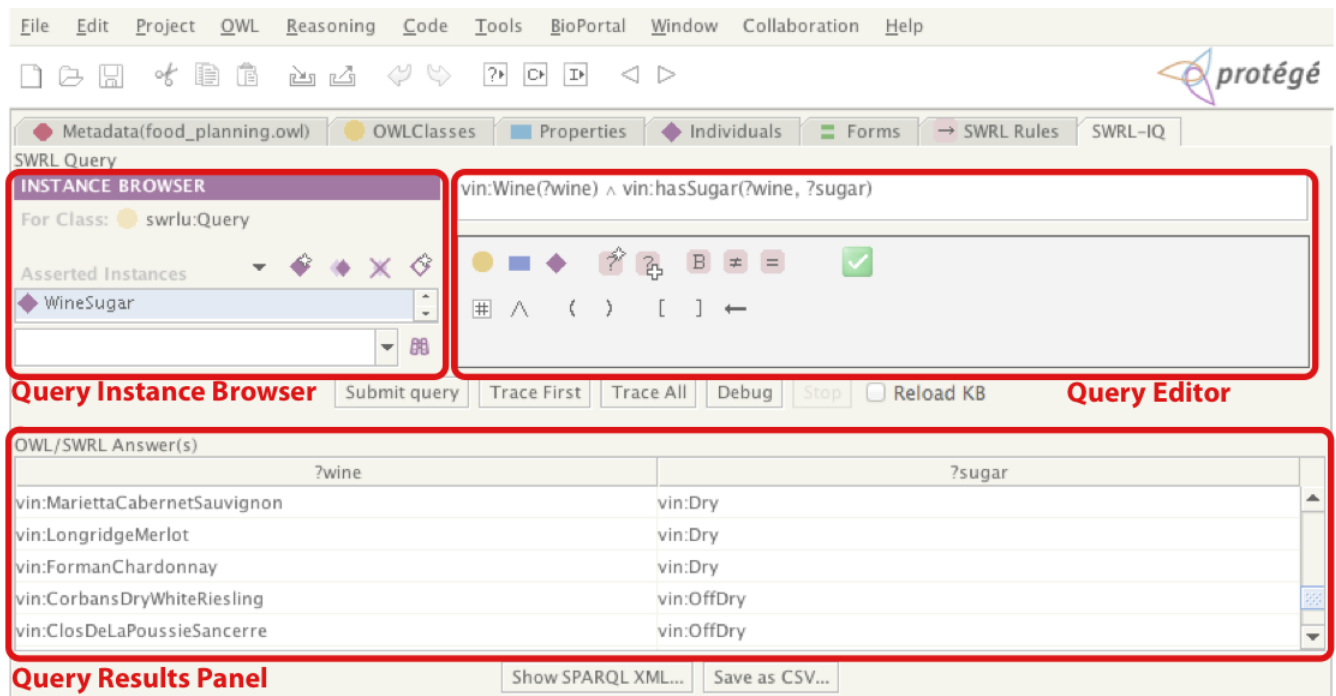 File Edit Project OWL Reasoning Code Tools BioPortal Window Collaboration Help
protégé
Metadata(food_planning.owl) OWLClasses Properties Individuals Forms → SWRL Rules SWRL-IQ
SWRL Query
INSTANCE BROWSER
For Class: swrlu:Query
Asserted Instances
WineSugar
vin:Wine(?wine) ∧ vin:hasSugar(?wine, ?sugar)
? ? B ≠ =
# ∧ ( ) [ ] ←
Query Instance Browser
Submit query Trace First Trace All Debug Stop Reload KB
Query Editor
OWL/SWRL Answer(s)
?wine ?sugar
vin:MariettaCabernetSauvignon vin:Dry
vin:LongridgeMerlot vin:Dry
vin:FormanChardonnay vin:Dry
vin:CorbansDryWhiteRiesling vin:OffDry
vin:ClosDeLaPoussieSancerre vin:OffDry
Query Results Panel
Show SPARQL XML... Save as CSV...